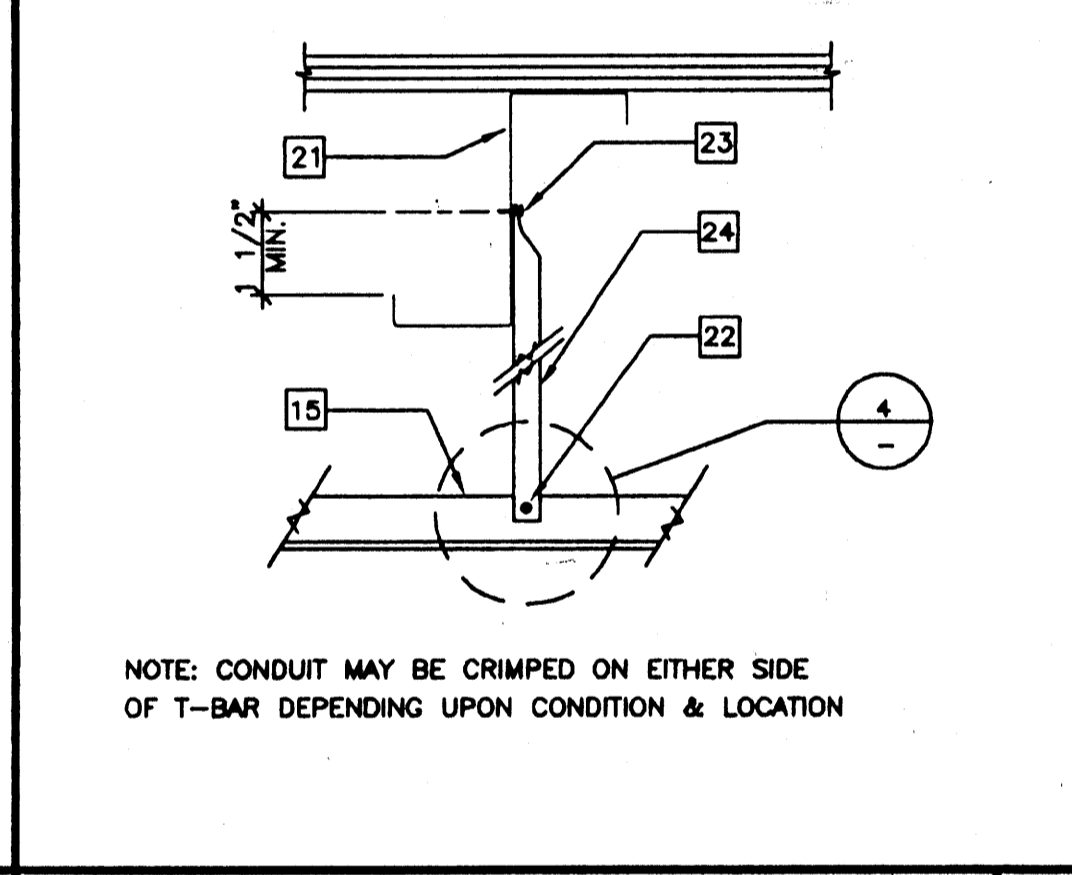 21
23
1 1/2"
MIN.
24
22
15
4
–
NOTE: CONDUIT MAY BE CRIMPED ON EITHER SIDE
OF T-BAR DEPENDING UPON CONDITION & LOCATION